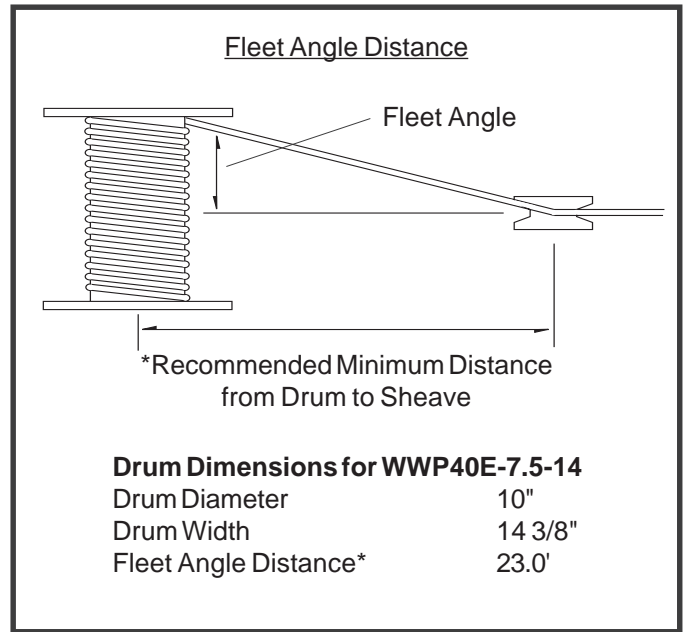 Fleet Angle Distance
Fleet Angle
*Recommended Minimum Distance
from Drum to Sheave
Drum Dimensions for WWP40E-7.5-14
Drum Diameter 10"
Drum Width 14 3/8"
Fleet Angle Distance* 23.0'